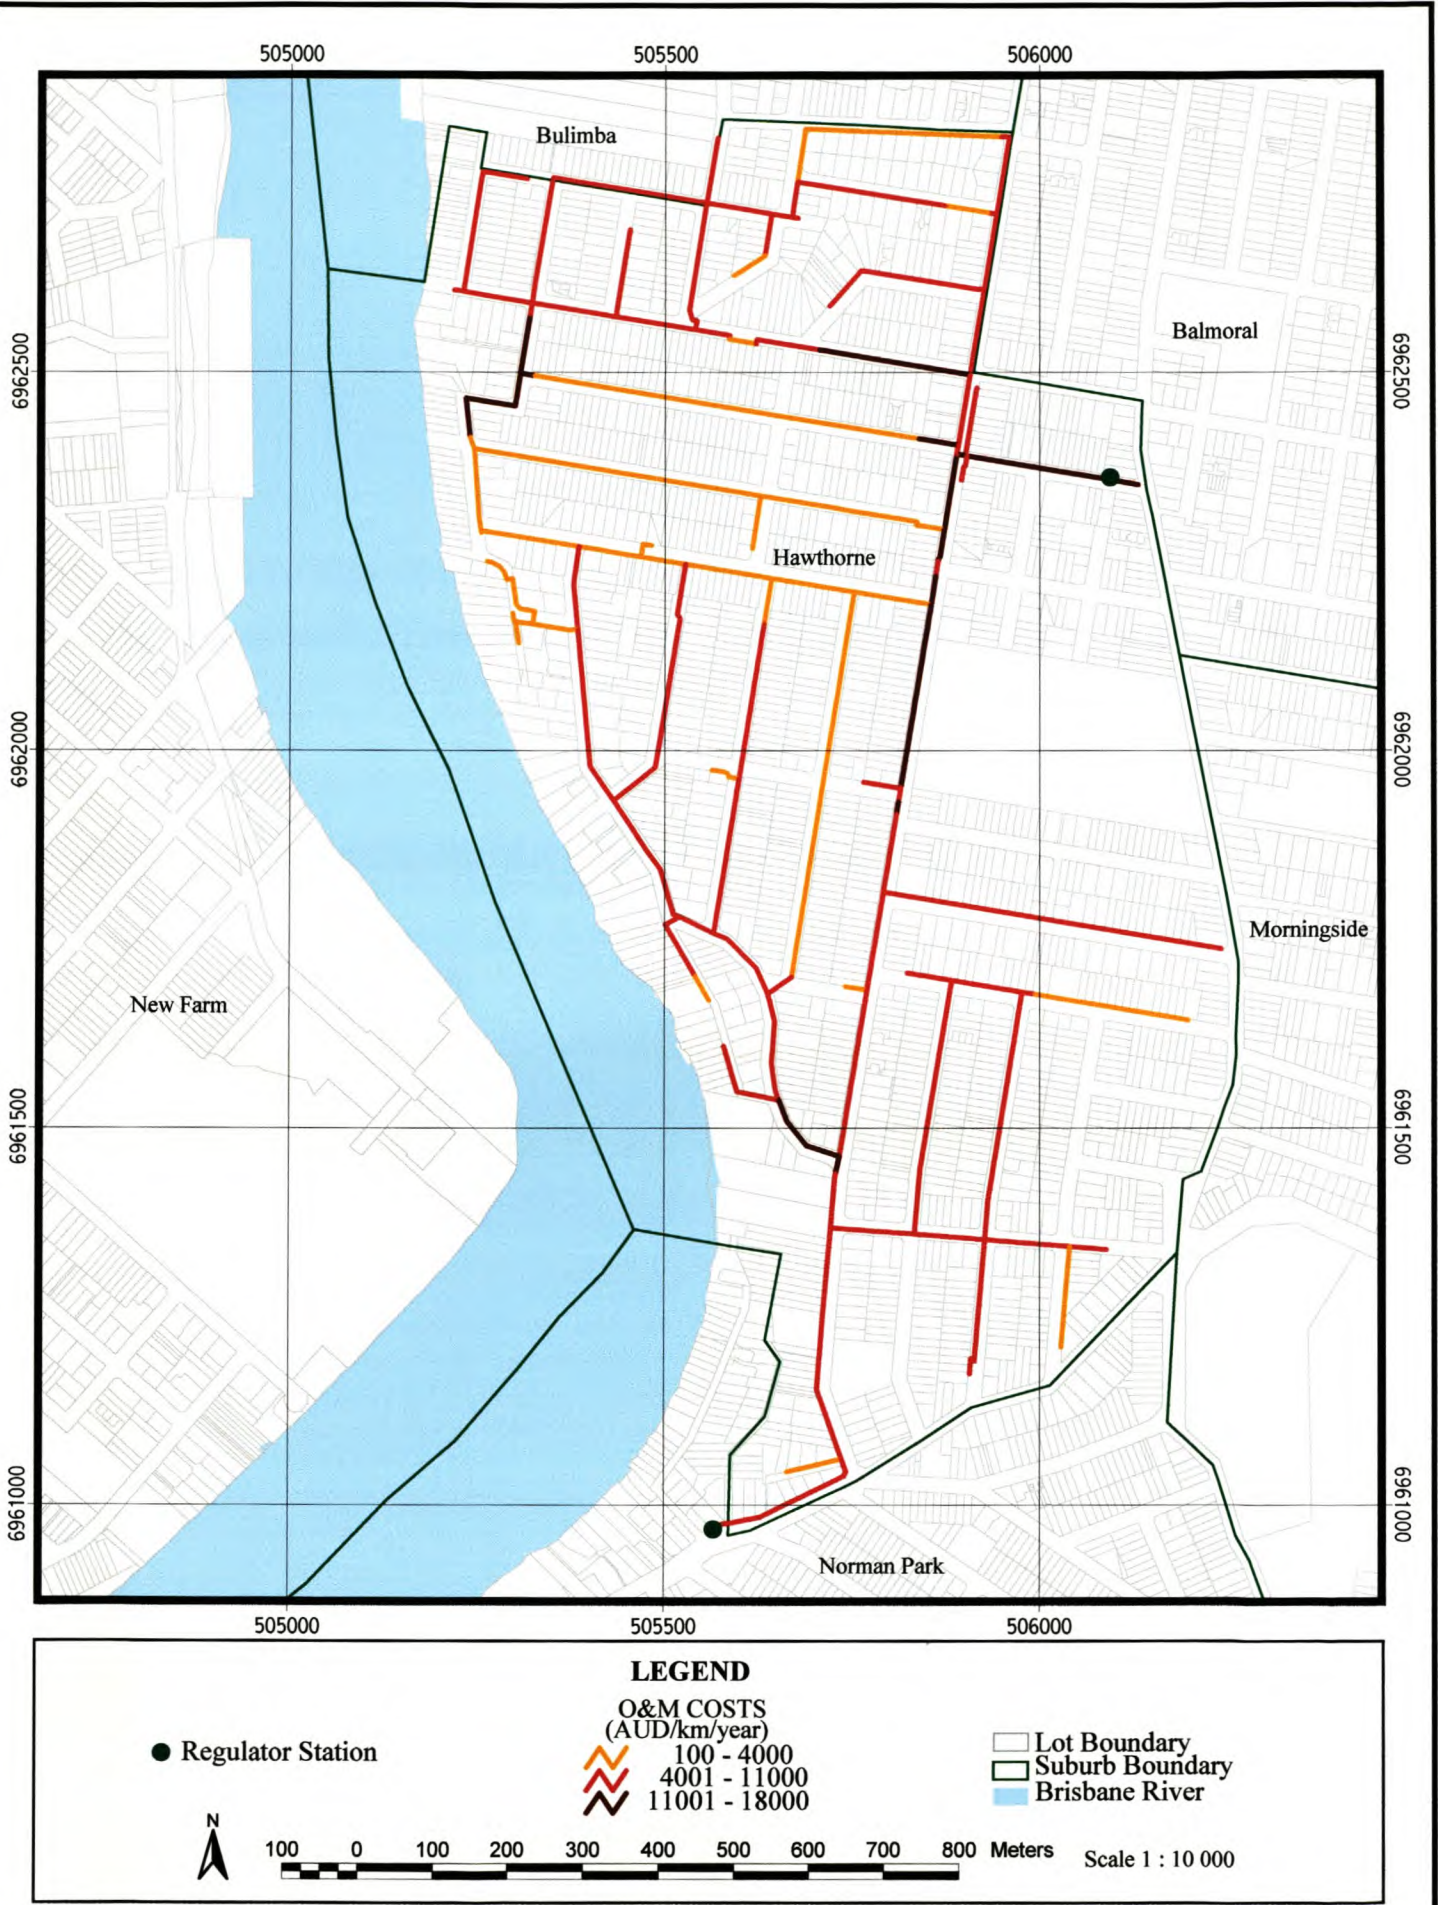 505000 505500 506000
Bulimba
Balmoral
6962500 6962500
Hawthorne
6962000 6962000
Morningside
New Farm
6961500 6961500
6961000 6961000
Norman Park
505000 505500 506000
LEGEND
O&M COSTS
(AUD/km/year)
Regulator Station
100 - 4000
4001 - 11000
11001 - 18000
Lot Boundary
Suburb Boundary
Brisbane River
N
100 0 100 200 300 400 500 600 700 800 Meters
Scale 1 : 10 000